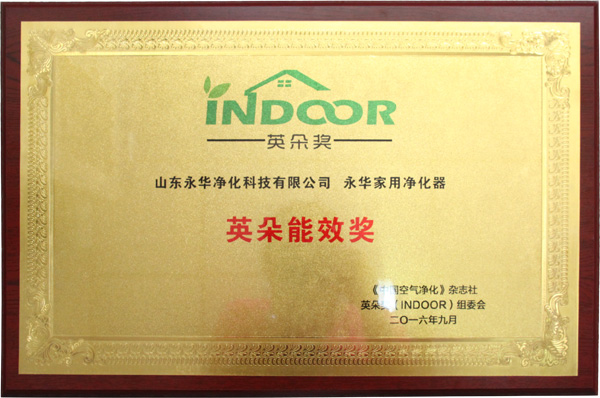 INDOOR
英朵奖
山东永华净化科技有限公司 永华家用净化器
英朵能效奖
《中国空气净化》杂志社
英朵奖（INDOOR）组委会
二〇一六年九月